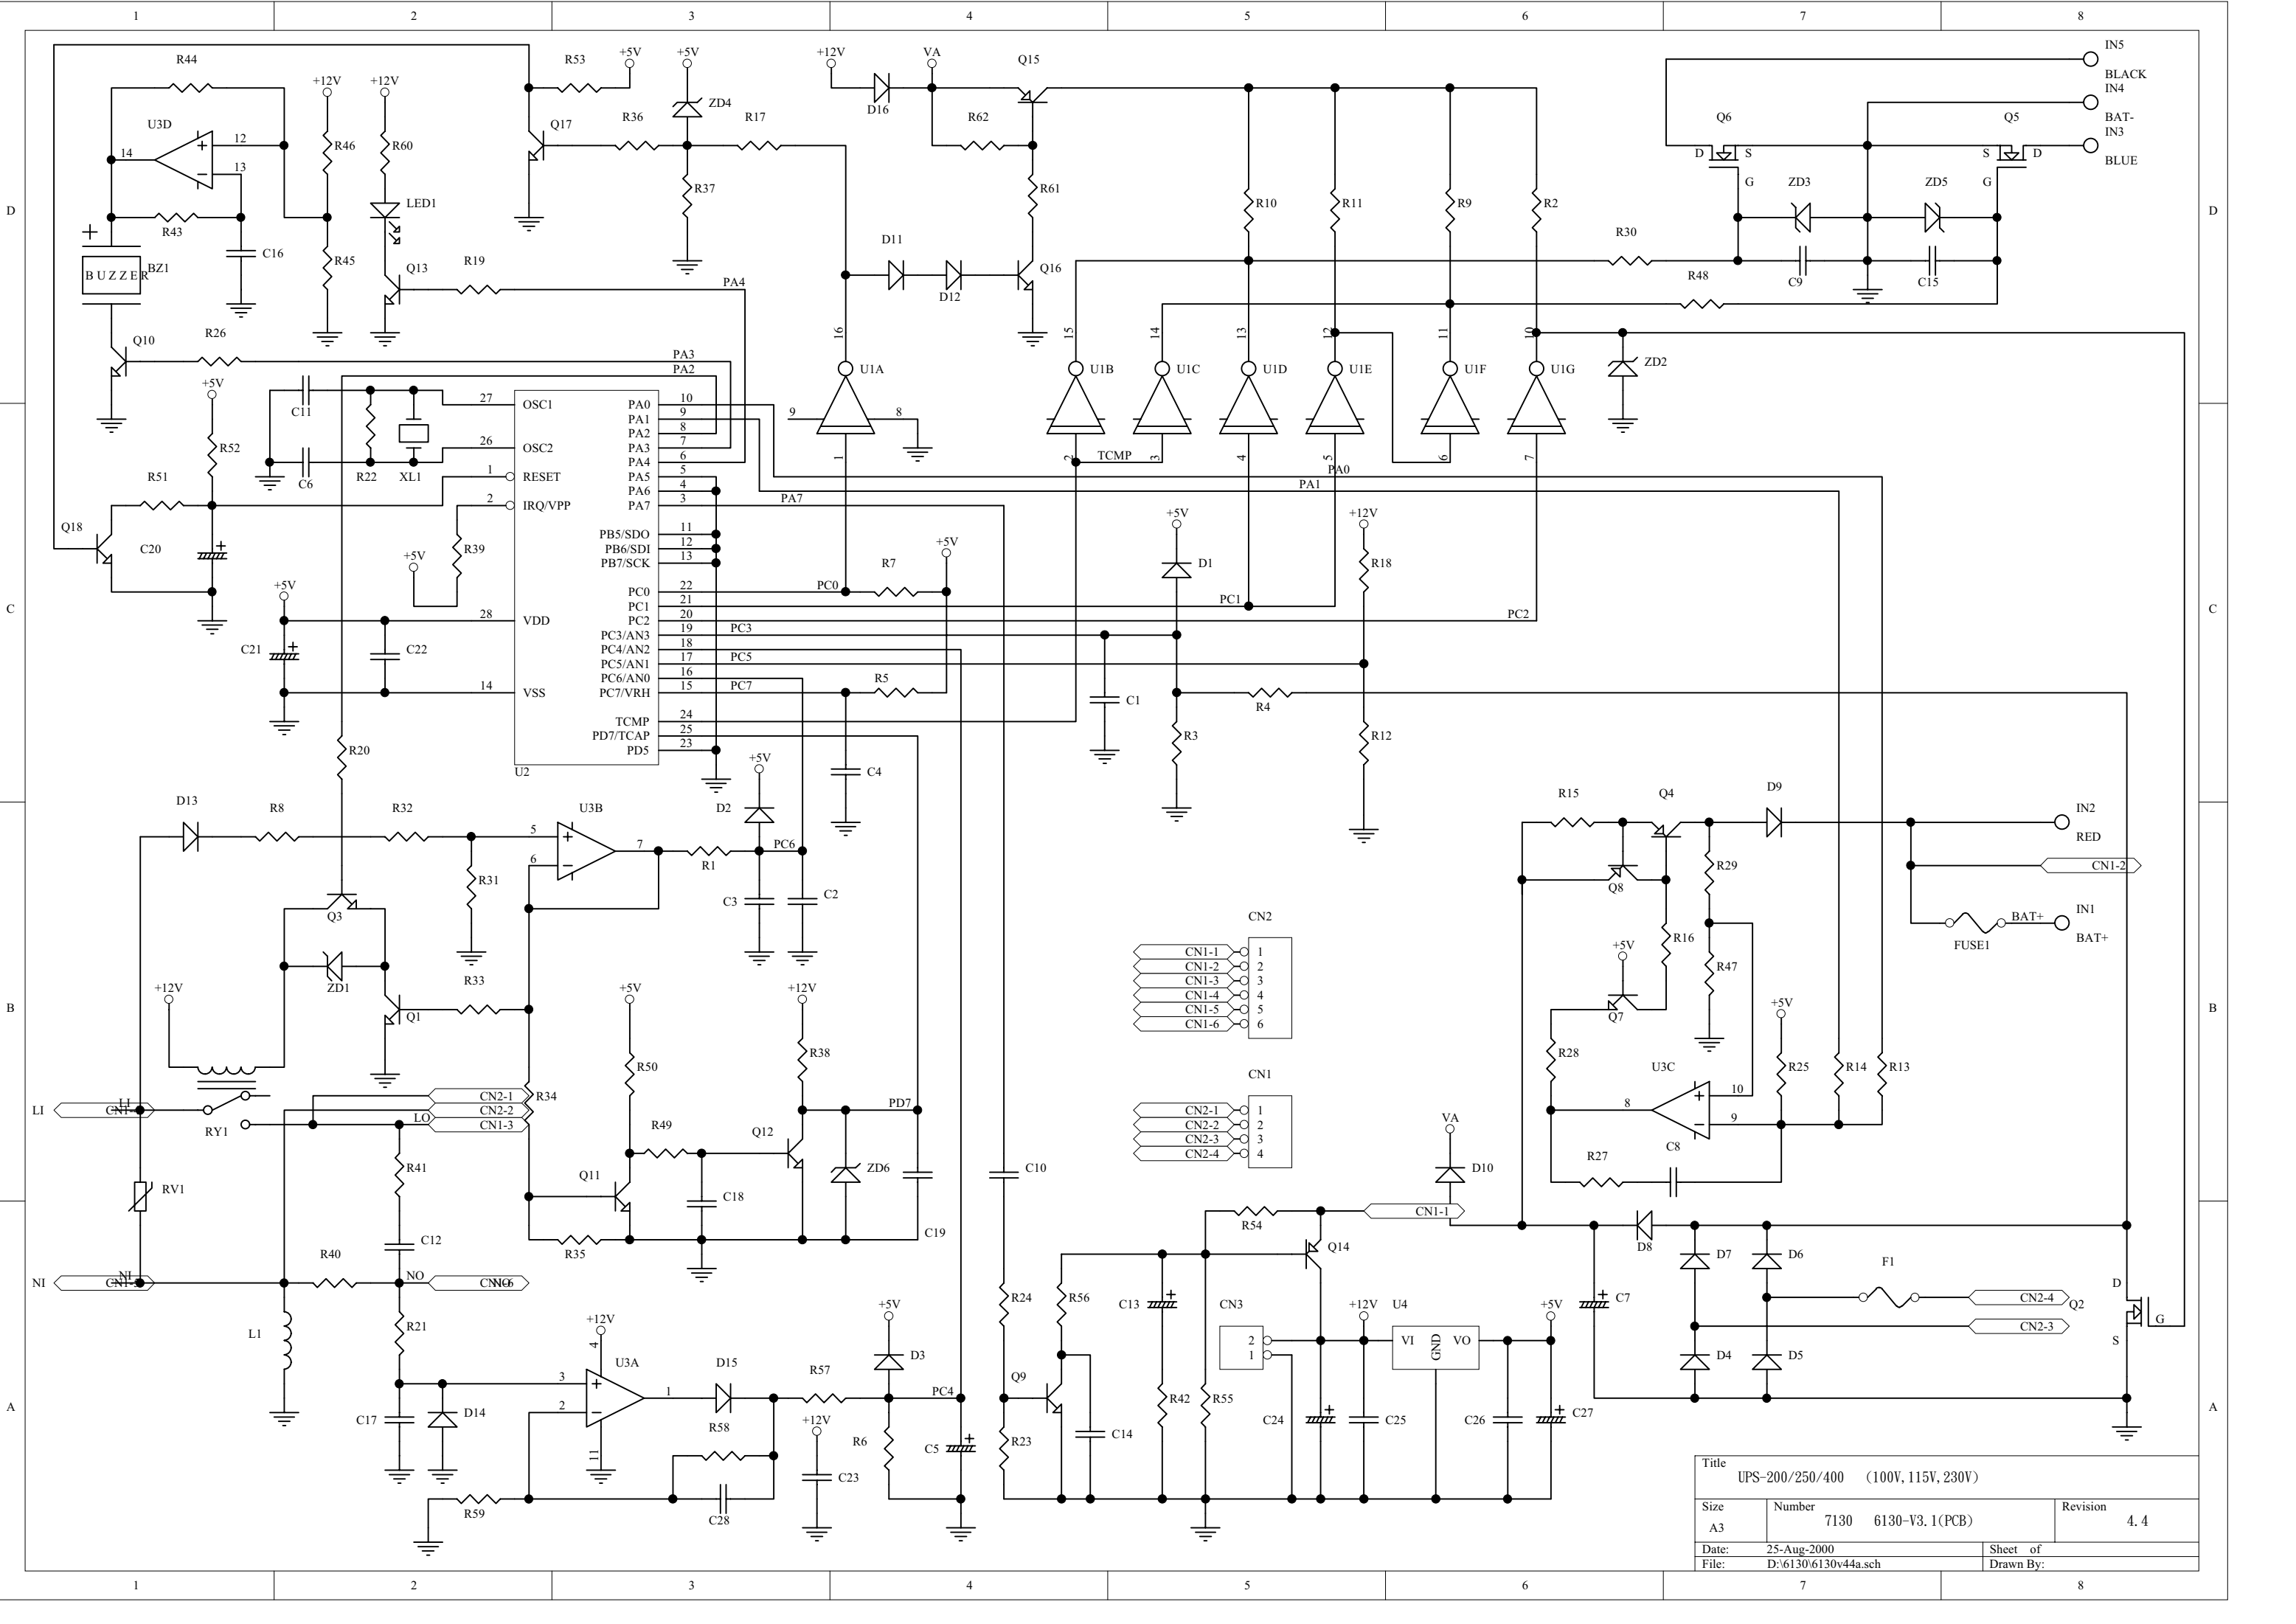 1 2 3 4 5 6 7 8
R44
R53
+5V
+5V
+12V
VA
Q15
IN5
BLACK
IN4
BAT-
IN3
BLUE
+12V
+12V
D16
ZD4
R36
R17
R62
Q6
Q5
U3D
14
12
13
R46
R60
Q17
D
S
G
S
D
G
R37
R61
ZD3
ZD5
D
D
LED1
R43
C16
R45
R10
R11
R9
R2
R30
R48
C9
C15
BUZZER
BZ1
Q13
R19
PA4
D11
D12
Q16
Q10
R26
PA3
PA2
+5V
16
15
14
13
12
11
10
U1A
U1B
U1C
U1D
U1E
U1F
U1G
ZD2
9
8
1
2
TCMP
3
4
5
6
7
C11
R52
R51
C6
R22
XL1
27
26
1
2
28
14
OSC1
OSC2
RESET
IRQ/VPP
VDD
VSS
U2
PA0 10
PA1 9
PA2 8
PA3 7
PA4 6
PA5 5
PA6 4
PA7 3
PB5/SDO 11
PB6/SDI 12
PB7/SCK 13
PC0 22
PC1 21
PC2 20
PC3/AN3 19
PC4/AN2 18
PC5/AN1 17
PC6/AN0 16
PC7/VRH 15
TCMP 24
PD7/TCAP 25
PD5 23
PA0
PA1
PA7
Q18
C20
R39
+5V
+5V
R7
+5V
D1
+12V
R18
C
C
PC0
PC1
PC2
PC3
PC5
PC7
+5V
C21
C22
R5
C1
R4
R3
R12
R20
C4
+5V
D2
D13
R8
R32
U3B
5
6
7
R1
PC6
R15
Q4
D9
IN2
RED
CN1-2
R31
C3
C2
Q8
R29
Q3
CN2
BAT+
FUSE1
IN1
BAT+
ZD1
R33
+5V
R16
R47
CN1-1 1
CN1-2 2
CN1-3 3
CN1-4 4
CN1-5 5
CN1-6 6
+12V
Q1
+5V
+12V
Q7
+5V
B
B
R50
R38
R28
U3C
R25
R14
R13
CN1
CN2-1 1
CN2-2 2
CN2-3 3
CN2-4 4
8
10
9
LI
LI
RY1
CN2-1
CN2-2
CN1-3
LO
R34
R49
Q12
PD7
VA
D10
R27
C8
RV1
R41
Q11
C18
ZD6
C10
CN1-1
R54
C12
R35
C19
Q14
D8
D7
D6
F1
NI
NI
R40
NO
R24
R56
C13
CN3
+12V
U4
+5V
C7
CN2-4
CN2-3
D
Q2
G
S
L1
R21
+12V
4
U3A
3
2
1
11
D15
R57
+5V
D3
PC4
2
1
VI
GND
VO
D4
D5
A
A
C17
D14
R58
+12V
R6
C5
Q9
R23
C14
R42
R55
C24
C25
C26
C27
R59
C28
C23
Title
UPS-200/250/400 (100V,115V,230V)
Size
Number
Revision
A3
7130 6130-V3.1(PCB)
4.4
Date: 25-Aug-2000
Sheet of
File: D:\6130\6130v44a.sch
Drawn By:
1 2 3 4 5 6 7 8